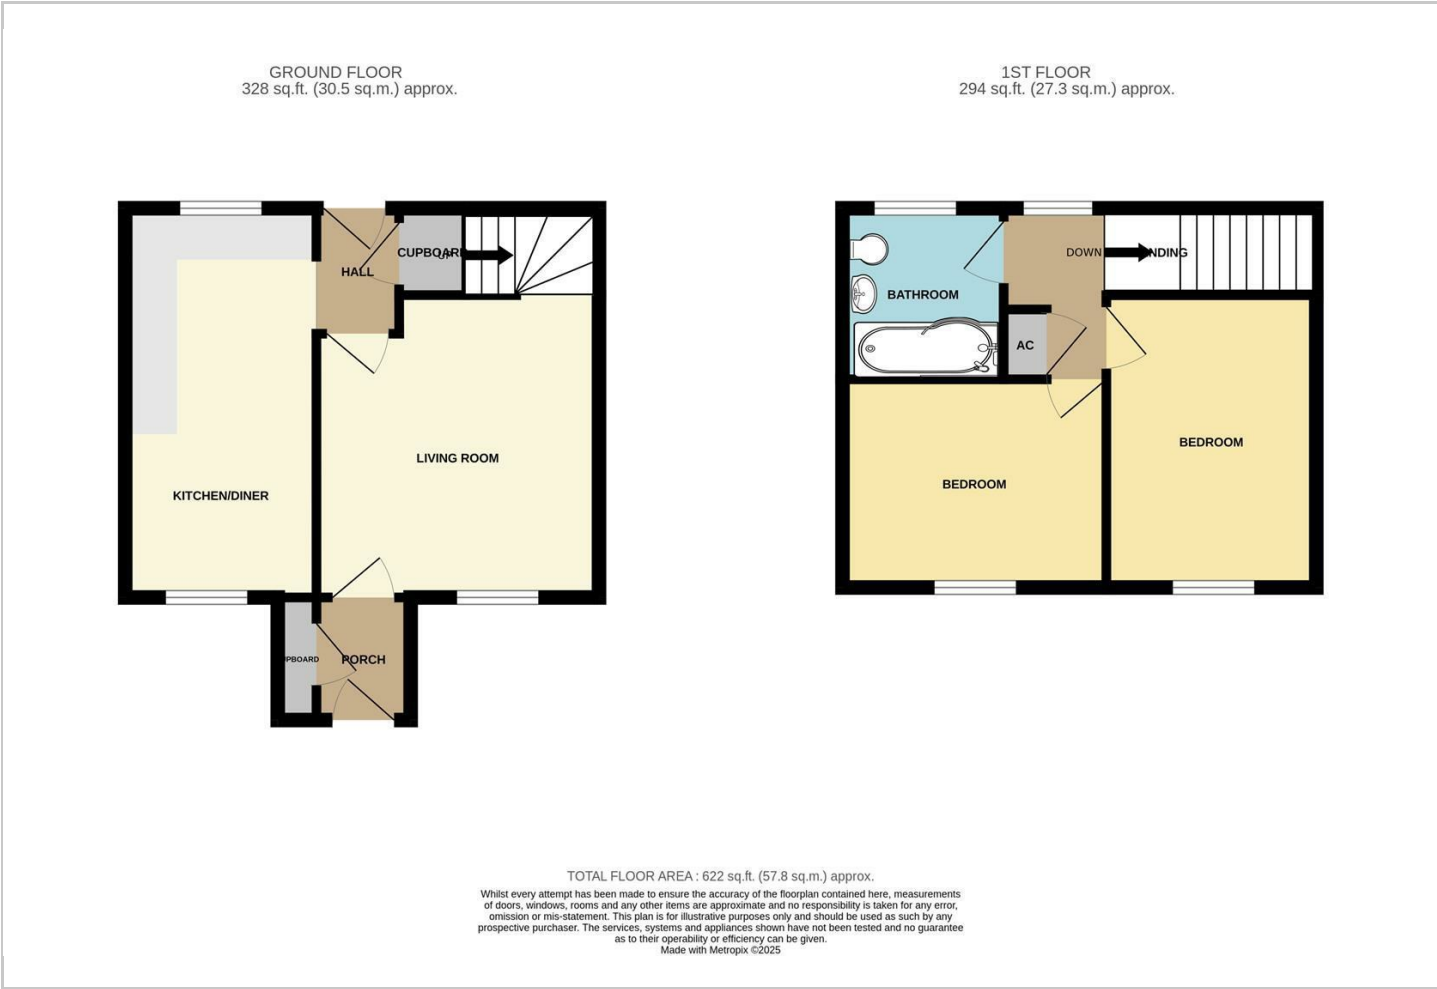 GROUND FLOOR
328 sq.ft. (30.5 sq.m.) approx.
1ST FLOOR
294 sq.ft. (27.3 sq.m.) approx.
CUPBOARD
UP
HALL
LIVING ROOM
KITCHEN/DINER
PBOARD
PORCH
DOWN
NDING
BATHROOM
AC
BEDROOM
BEDROOM
TOTAL FLOOR AREA : 622 sq.ft. (57.8 sq.m.) approx.
Whilst every attempt has been made to ensure the accuracy of the floorplan contained here, measurements
of doors, windows, rooms and any other items are approximate and no responsibility is taken for any error,
omission or mis-statement. This plan is for illustrative purposes only and should be used as such by any
prospective purchaser. The services, systems and appliances shown have not been tested and no guarantee
as to their operability or efficiency can be given.
Made with Metropix ©2025